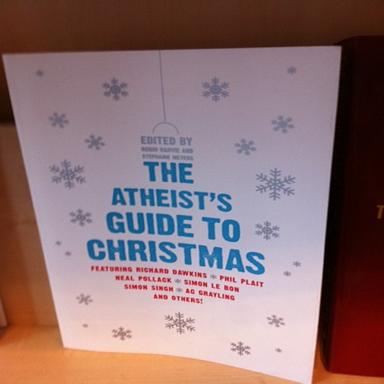 EDITED BY
ROBIN HARVIE AND
STEPHANIE MEYERS
THE
ATHEIST'S
GUIDE TO
CHRISTMAS
FEATURING RICHARD DAWKINS * PHIL PLAIT
NEAL POLLACK * SIMON LE BON
SIMON SINGH * AC GRAYLING
AND OTHERS!